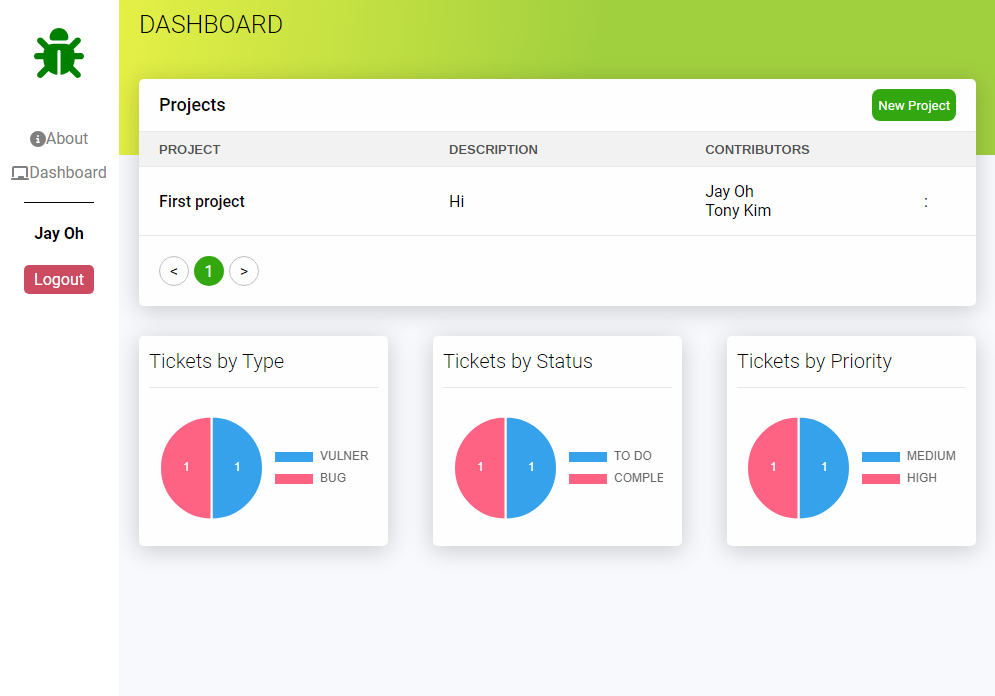 DASHBOARD
About
Dashboard
Jay Oh
Logout
Projects
New Project
PROJECT DESCRIPTION CONTRIBUTORS
First project Hi Jay Oh
Tony Kim
:
< 1 >
Tickets by Type
1 1
VULNER
BUG
Tickets by Status
1 1
TO DO
COMPLE
Tickets by Priority
1 1
MEDIUM
HIGH